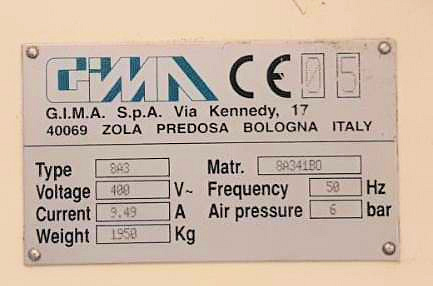 GIMA CE 05
G.I.M.A. S.p.A. Via Kennedy, 17
40069 ZOLA PREDOSA BOLOGNA ITALY
Type 8A3 Matr. 8A341BO
Voltage 400 V~ Frequency 50 Hz
Current 9.49 A Air pressure 6 bar
Weight 1950 Kg